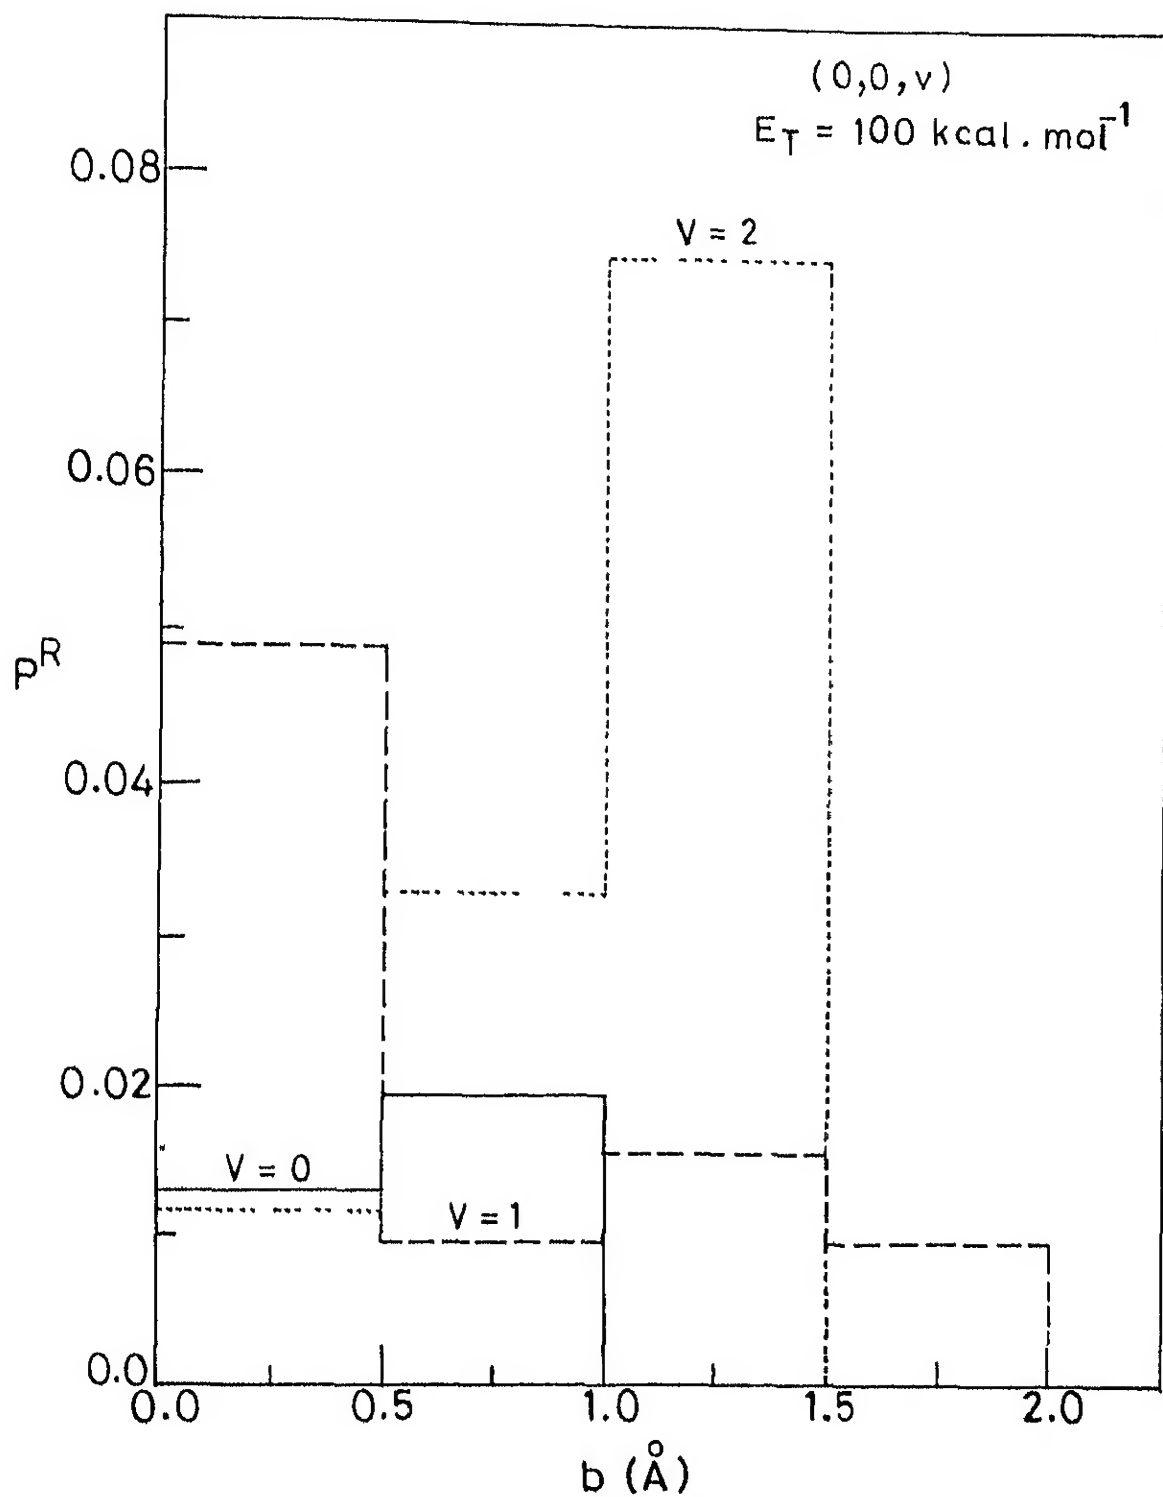 (0,0,v)
E_T = 100 kcal.mol⁻¹
0.08
V = 2
0.06
P^R
0.04
0.02
V = 0
V = 1
0.0
0.0 0.5 1.0 1.5 2.0
b (Å)